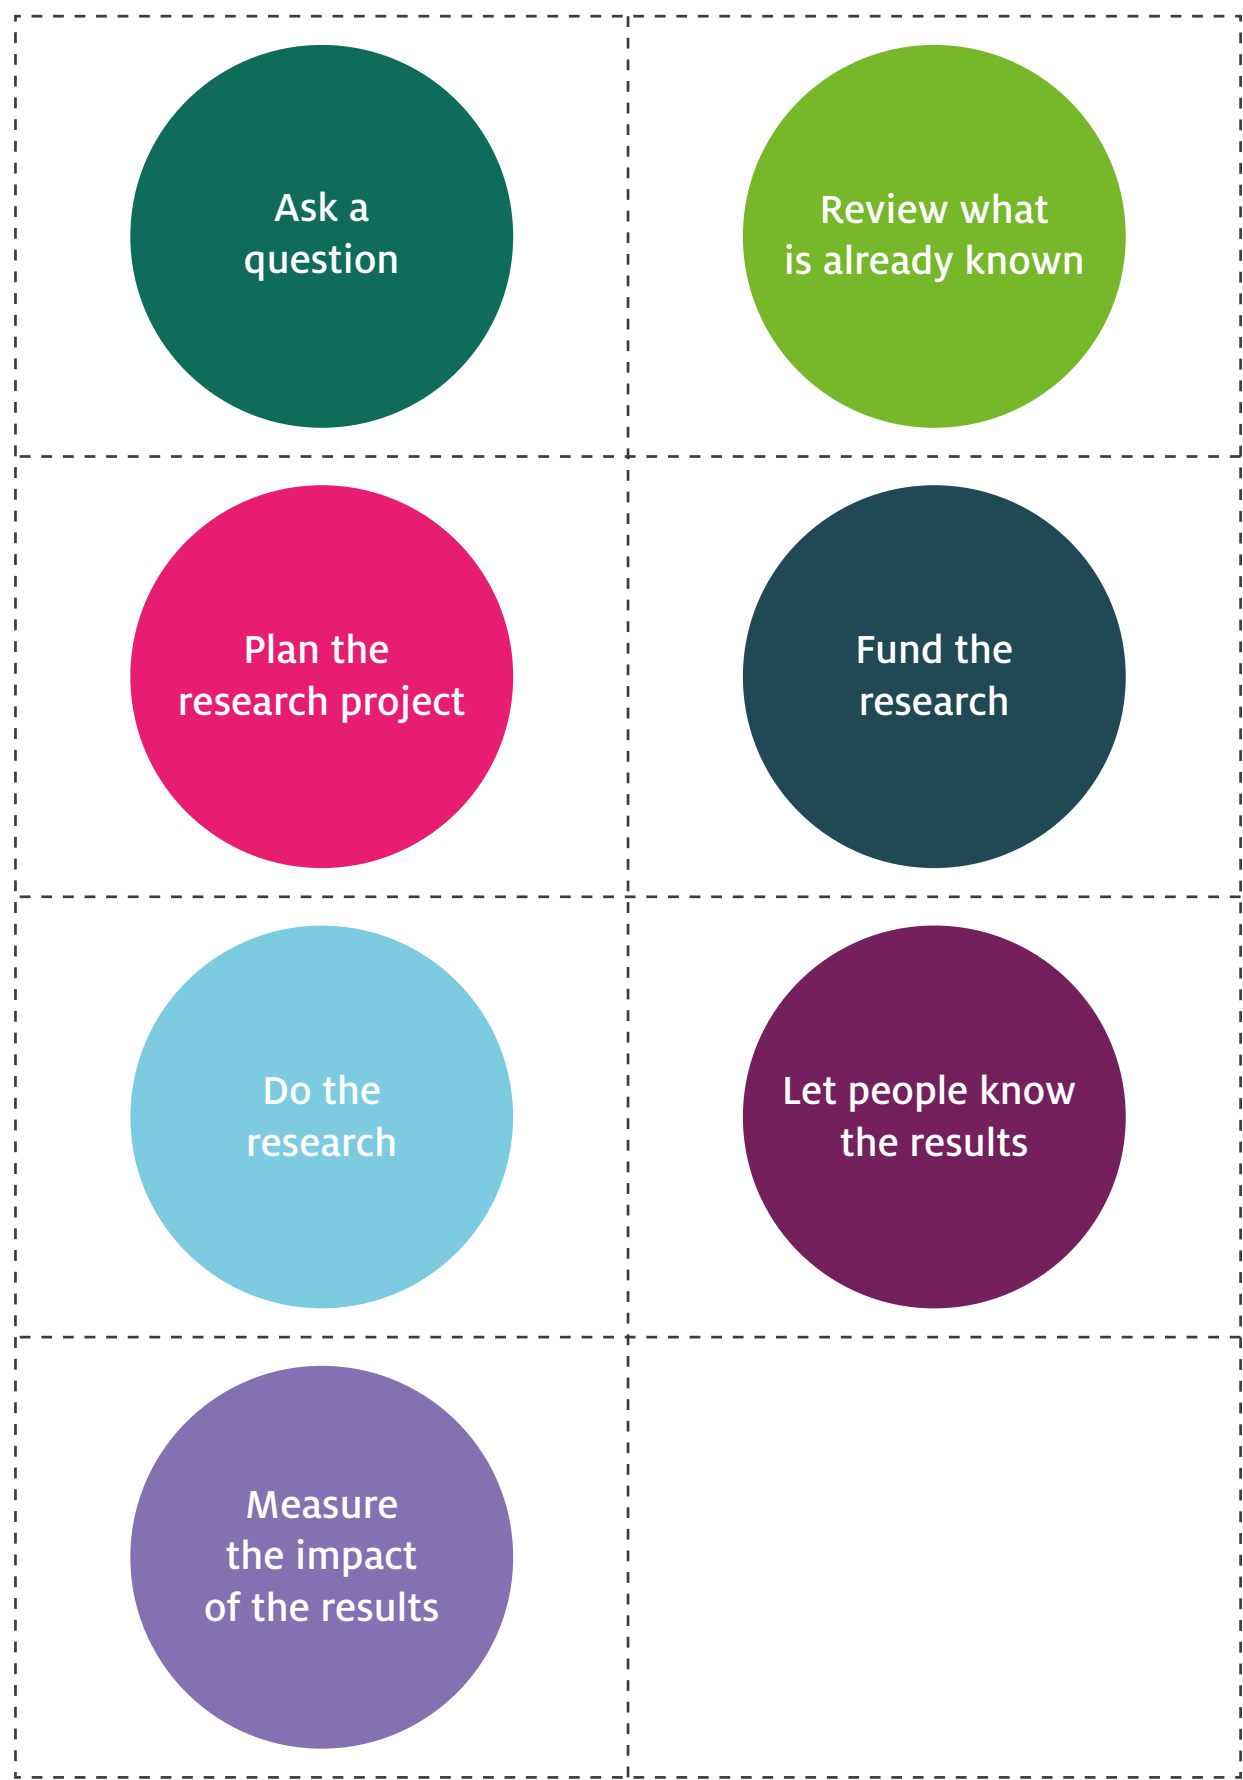 Ask a
question
Review what
is already known
Plan the
research project
Fund the
research
Do the
research
Let people know
the results
Measure
the impact
of the results